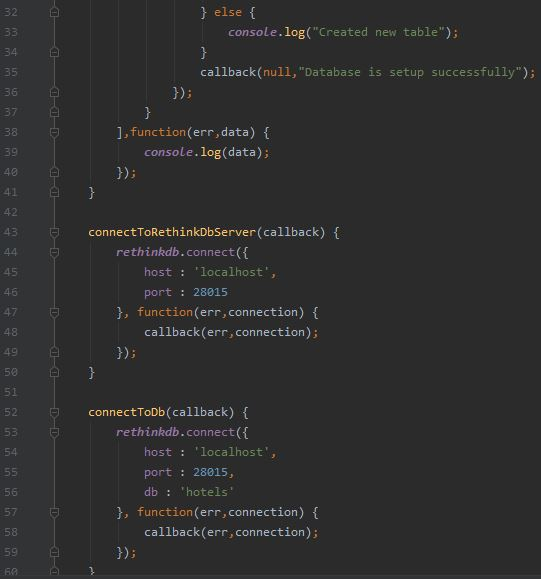 32 } else {
33 console.log("Created new table");
34 }
35 callback(null,"Database is setup successfully");
36 });
37 }
38 ],function(err,data) {
39 console.log(data);
40 });
41 }
42
43 connectToRethinkDbServer(callback) {
44 rethinkdb.connect({
45 host : 'localhost',
46 port : 28015
47 }, function(err,connection) {
48 callback(err,connection);
49 });
50 }
51
52 connectToDb(callback) {
53 rethinkdb.connect({
54 host : 'localhost',
55 port : 28015,
56 db : 'hotels'
57 }, function(err,connection) {
58 callback(err,connection);
59 });
60 }